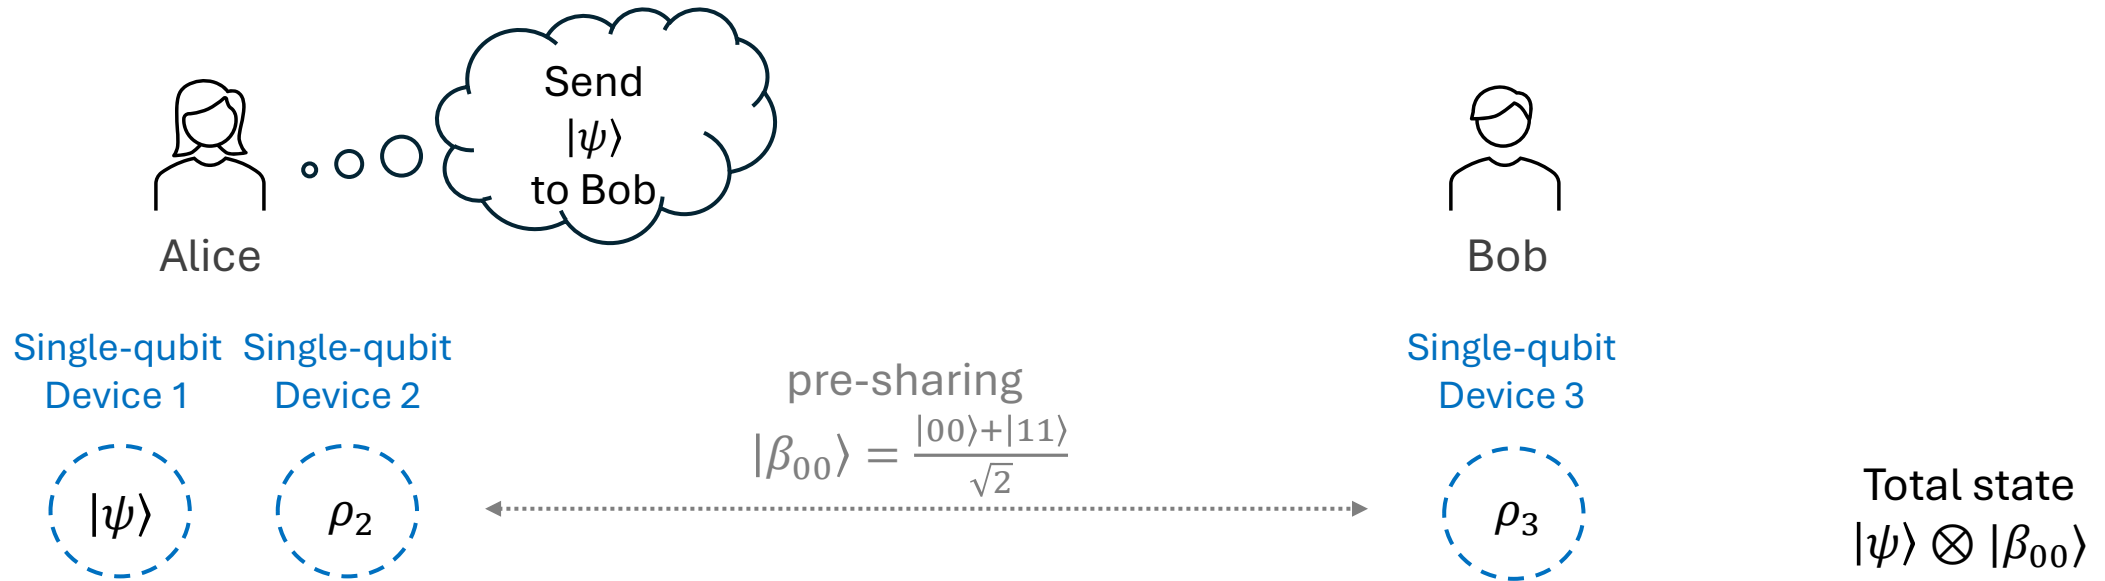 Send
|ψ⟩
to Bob
Alice
Bob
Single-qubit
Device 1
Single-qubit
Device 2
pre-sharing
|β₀₀⟩ = |00⟩+|11⟩ / √2
Single-qubit
Device 3
|ψ⟩
ρ₂
ρ₃
Total state
|ψ⟩ ⊗ |β₀₀⟩